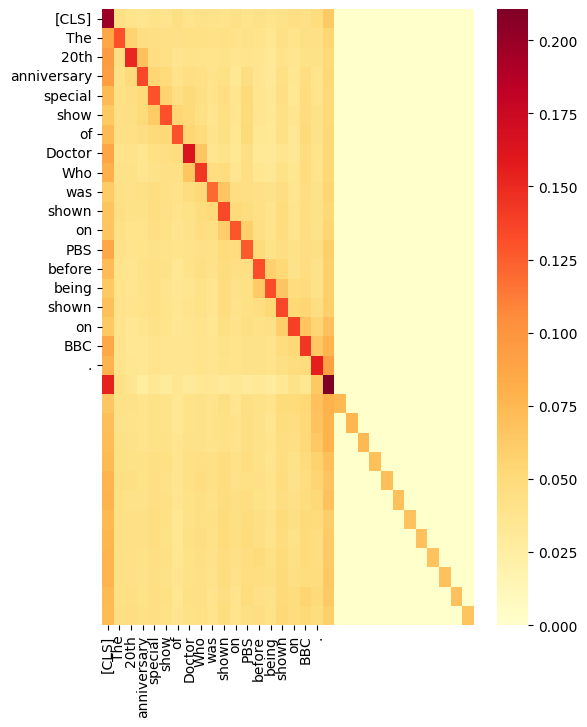 [CLS]
The
20th
anniversary
special
show
of
Doctor
Who
was
shown
on
PBS
before
being
shown
on
BBC
.
[CLS]
The
20th
anniversary
special
show
of
Doctor
Who
was
shown
on
PBS
before
being
shown
on
BBC
.
0.200
0.175
0.150
0.125
0.100
0.075
0.050
0.025
0.000